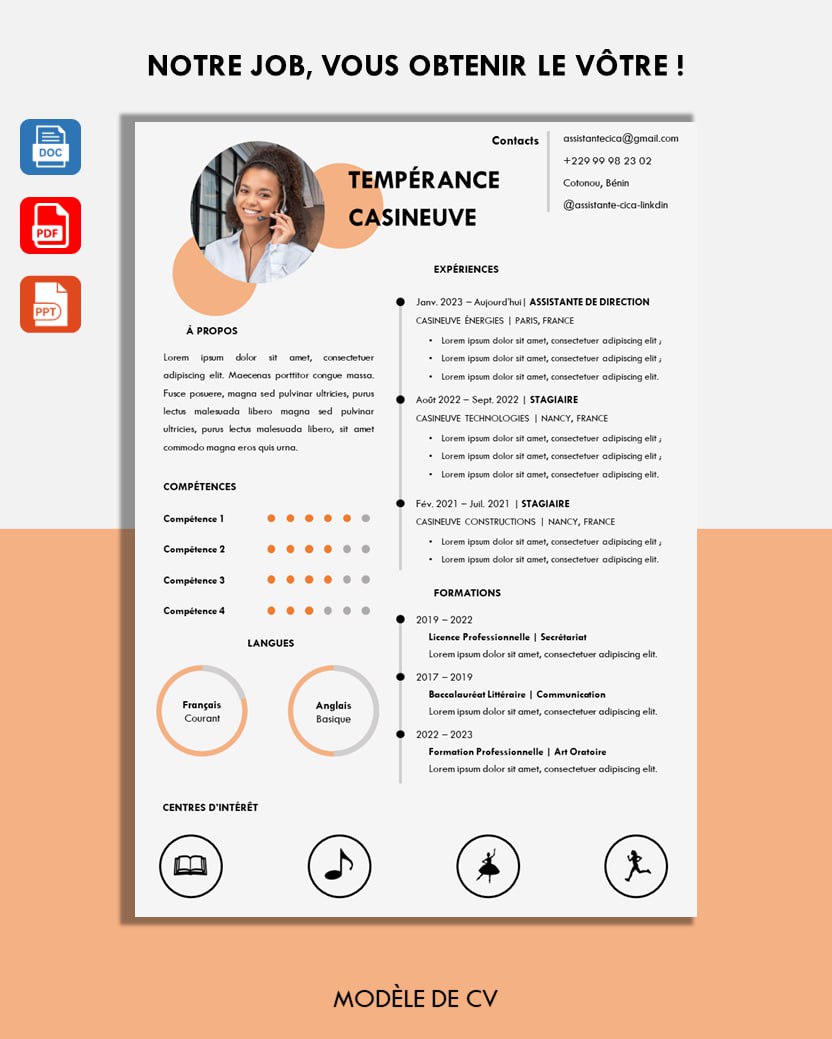 NOTRE JOB, VOUS OBTENIR LE VÔTRE !
DOC
PDF
PPT
Contacts
assistantecica@gmail.com
+229 99 98 23 02
Cotonou, Bénin
@assistante-cica-linkdin
TEMPÉRANCE
CASINEUVE
À PROPOS
Lorem ipsum dolor sit amet, consectetuer
adipiscing elit. Maecenas porttitor congue massa.
Fusce posuere, magna sed pulvinar ultricies, purus
lectus malesuada libero magna sed pulvinar
ultricies, purus lectus malesuada libero, sit amet
commodo magna eros quis urna.
COMPÉTENCES
Compétence 1
Compétence 2
Compétence 3
Compétence 4
LANGUES
Français
Courant
Anglais
Basique
EXPÉRIENCES
Janv. 2023 – Aujourd'hui| ASSISTANTE DE DIRECTION
CASINEUVE ÉNERGIES | PARIS, FRANCE
• Lorem ipsum dolor sit amet, consectetuer adipiscing elit ;
• Lorem ipsum dolor sit amet, consectetuer adipiscing elit ;
• Lorem ipsum dolor sit amet, consectetuer adipiscing elit.
Août 2022 – Sept. 2022 | STAGIAIRE
CASINEUVE TECHNOLOGIES | NANCY, FRANCE
• Lorem ipsum dolor sit amet, consectetuer adipiscing elit ;
• Lorem ipsum dolor sit amet, consectetuer adipiscing elit ;
• Lorem ipsum dolor sit amet, consectetuer adipiscing elit.
Fév. 2021 – Juil. 2021 | STAGIAIRE
CASINEUVE CONSTRUCTIONS | NANCY, FRANCE
• Lorem ipsum dolor sit amet, consectetuer adipiscing elit ;
• Lorem ipsum dolor sit amet, consectetuer adipiscing elit.
FORMATIONS
2019 – 2022
Licence Professionnelle | Secrétariat
Lorem ipsum dolor sit amet, consectetuer adipiscing elit.
2017 – 2019
Baccalauréat Littéraire | Communication
Lorem ipsum dolor sit amet, consectetuer adipiscing elit.
2022 – 2023
Formation Professionnelle | Art Oratoire
Lorem ipsum dolor sit amet, consectetuer adipiscing elit.
CENTRES D'INTÉRÊT
MODÈLE DE CV